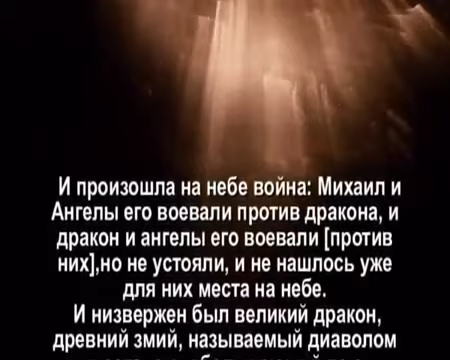 И произошла на небе война: Михаил и
Ангелы его воевали против дракона, и
дракон и ангелы его воевали [против
них],но не устояли, и не нашлось уже
для них места на небе.
И низвержен был великий дракон,
древний змий, называемый диаволом